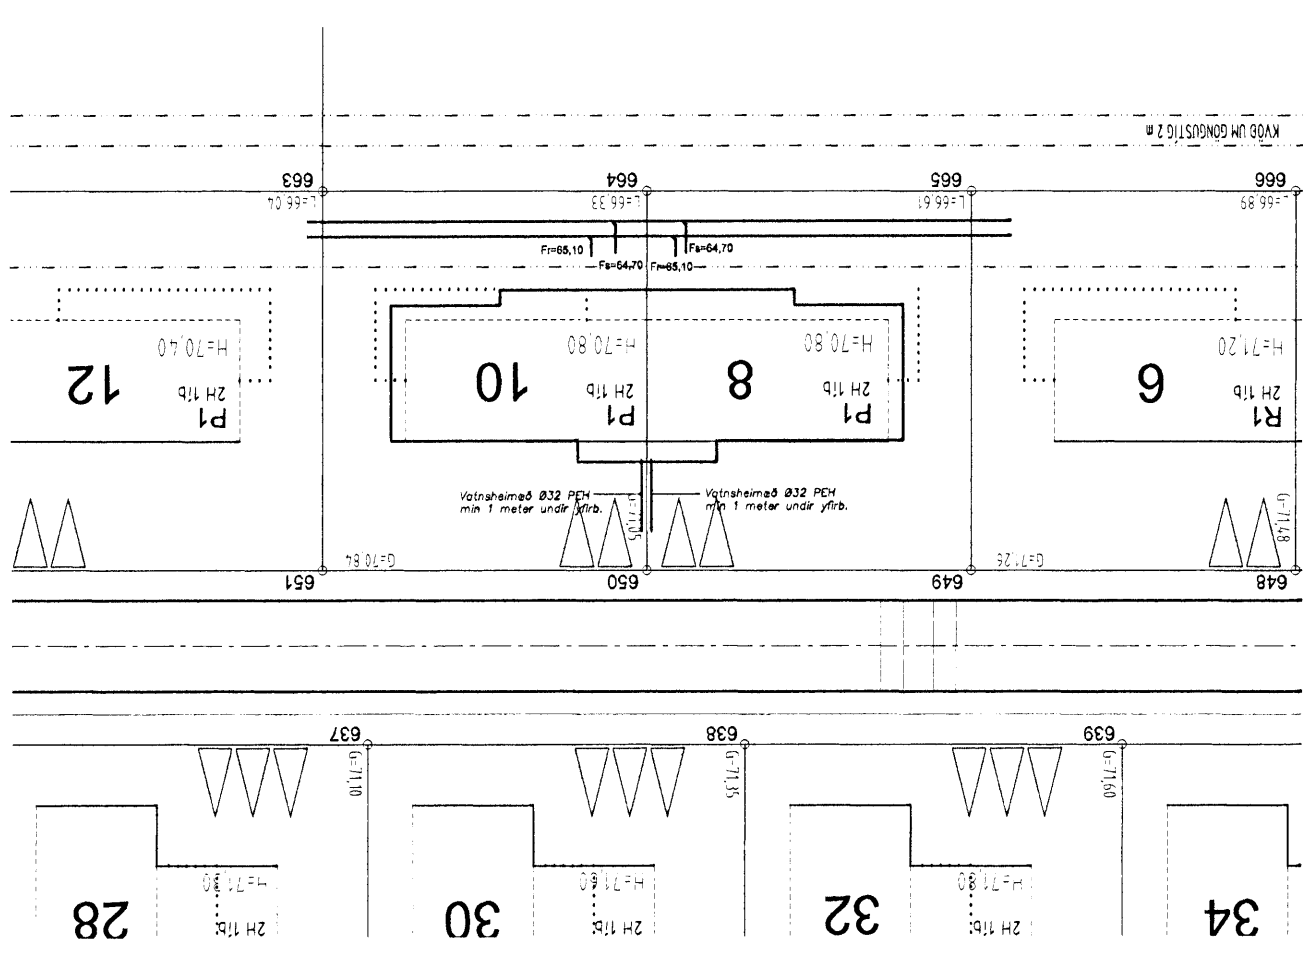 KVÖÐ UM GÖNGUSTÍG 2 m
663
664
665
666
L=66,04
L=66,33
L=66,61
L=66,89
Fr=65,10
Fs=64,70
Fs=64,70
Fr=65,10
H=70,40
H=70,80
H=70,80
H=71,20
12
10
8
6
2H 1íb
2H 1íb
2H 1íb
2H 1íb
P1
P1
P1
R1
Vatnsheimæð Ø32 PEH
min 1 meter undir yfirb.
Vatnsheimæð Ø32 PEH
min 1 meter undir yfirb.
G=71,05
G=71,48
G=70,84
G=71,26
651
650
649
648
637
638
639
G=71,10
G=71,35
G=71,60
H=71,30
H=71,60
H=71,80
28
30
32
34
2H 1íb
2H 1íb
2H 1íb